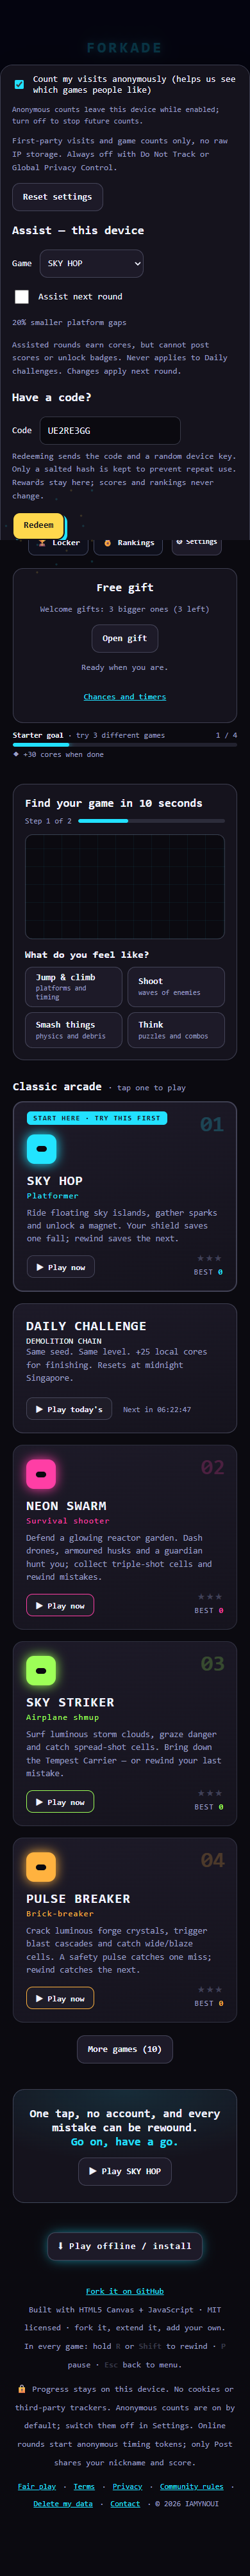 FORKADE
Count my visits anonymously (helps us see
which games people like)
Anonymous counts leave this device while enabled;
turn off to stop future counts.
First-party visits and game counts only, no raw
IP storage. Always off with Do Not Track or
Global Privacy Control.
Reset settings
Assist — this device
Game SKY HOP
Assist next round
20% smaller platform gaps
Assisted rounds earn cores, but cannot post
scores or unlock badges. Never applies to Daily
challenges. Changes apply next round.
Have a code?
Code UE2RE3GG
Redeeming sends the code and a random device key.
Only a salted hash is kept to prevent repeat use.
Rewards stay here; scores and rankings never
change.
Redeem
Locker Rankings Settings
Free gift
Welcome gifts: 3 bigger ones (3 left)
Open gift
Ready when you are.
Chances and timers
Starter goal · try 3 different games 1 / 4
◆ +30 cores when done
Find your game in 10 seconds
Step 1 of 2
What do you feel like?
Jump & climb
platforms and
timing
Shoot
waves of enemies
Smash things
physics and debris
Think
puzzles and combos
Classic arcade · tap one to play
START HERE · TRY THIS FIRST
01
SKY HOP
Platformer
Ride floating sky islands, gather sparks
and unlock a magnet. Your shield saves
one fall; rewind saves the next.
▶ Play now
★★★
BEST 0
DAILY CHALLENGE
DEMOLITION CHAIN
Same seed. Same level. +25 local cores
for finishing. Resets at midnight
Singapore.
▶ Play today's Next in 06:22:47
02
NEON SWARM
Survival shooter
Defend a glowing reactor garden. Dash
drones, armoured husks and a guardian
hunt you; collect triple-shot cells and
rewind mistakes.
▶ Play now
★★★
BEST 0
03
SKY STRIKER
Airplane shmup
Surf luminous storm clouds, graze danger
and catch spread-shot cells. Bring down
the Tempest Carrier — or rewind your last
mistake.
▶ Play now
★★★
BEST 0
04
PULSE BREAKER
Brick-breaker
Crack luminous forge crystals, trigger
blast cascades and catch wide/blaze
cells. A safety pulse catches one miss;
rewind catches the next.
▶ Play now
★★★
BEST 0
More games (10)
One tap, no account, and every
mistake can be rewound.
Go on, have a go.
▶ Play SKY HOP
⬇ Play offline / install
Fork it on GitHub
Built with HTML5 Canvas + JavaScript · MIT
licensed · fork it, extend it, add your own.
In every game: hold R or Shift to rewind · P
pause · Esc back to menu.
🔒 Progress stays on this device. No cookies or
third-party trackers. Anonymous counts are on by
default; switch them off in Settings. Online
rounds start anonymous timing tokens; only Post
shares your nickname and score.
Fair play · Terms · Privacy · Community rules ·
Delete my data · Contact · © 2026 IAMYNOUI